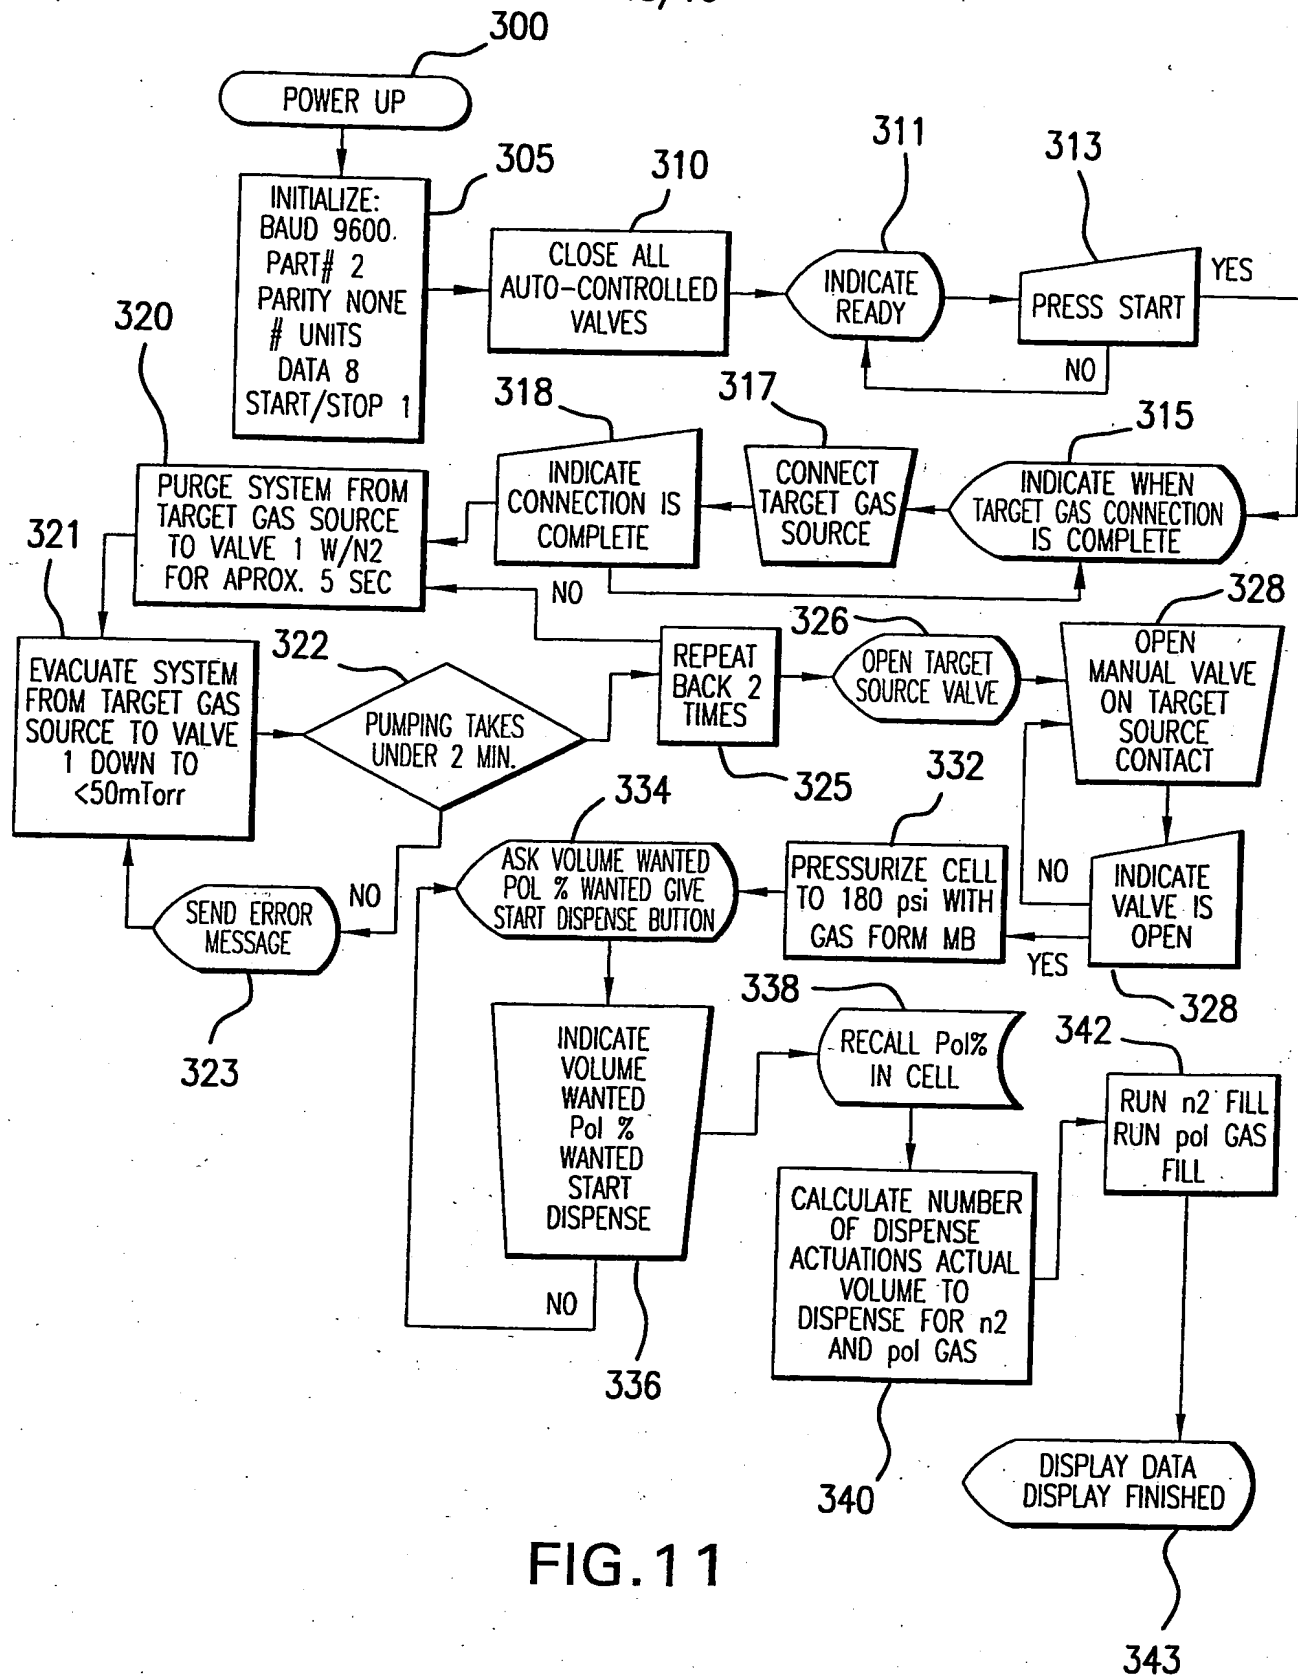 300
POWER UP
305
INITIALIZE:
BAUD 9600.
PART# 2
PARITY NONE
# UNITS
DATA 8
START/STOP 1
310
CLOSE ALL
AUTO-CONTROLLED
VALVES
311
INDICATE
READY
313
PRESS START
YES
NO
315
INDICATE WHEN
TARGET GAS CONNECTION
IS COMPLETE
317
CONNECT
TARGET GAS
SOURCE
318
INDICATE
CONNECTION IS
COMPLETE
NO
320
PURGE SYSTEM FROM
TARGET GAS SOURCE
TO VALVE 1 W/N2
FOR APROX. 5 SEC
321
EVACUATE SYSTEM
FROM TARGET GAS
SOURCE TO VALVE
1 DOWN TO
<50mTorr
322
PUMPING TAKES
UNDER 2 MIN.
NO
SEND ERROR
MESSAGE
323
REPEAT
BACK 2
TIMES
325
326
OPEN TARGET
SOURCE VALVE
328
OPEN
MANUAL VALVE
ON TARGET
SOURCE
CONTACT
NO
INDICATE
VALVE IS
OPEN
YES
328
332
PRESSURIZE CELL
TO 180 psi WITH
GAS FORM MB
334
ASK VOLUME WANTED
POL % WANTED GIVE
START DISPENSE BUTTON
INDICATE
VOLUME
WANTED
Pol %
WANTED
START
DISPENSE
NO
336
338
RECALL Pol%
IN CELL
CALCULATE NUMBER
OF DISPENSE
ACTUATIONS ACTUAL
VOLUME TO
DISPENSE FOR n2
AND pol GAS
340
342
RUN n2 FILL
RUN pol GAS
FILL
DISPLAY DATA
DISPLAY FINISHED
343
FIG.11